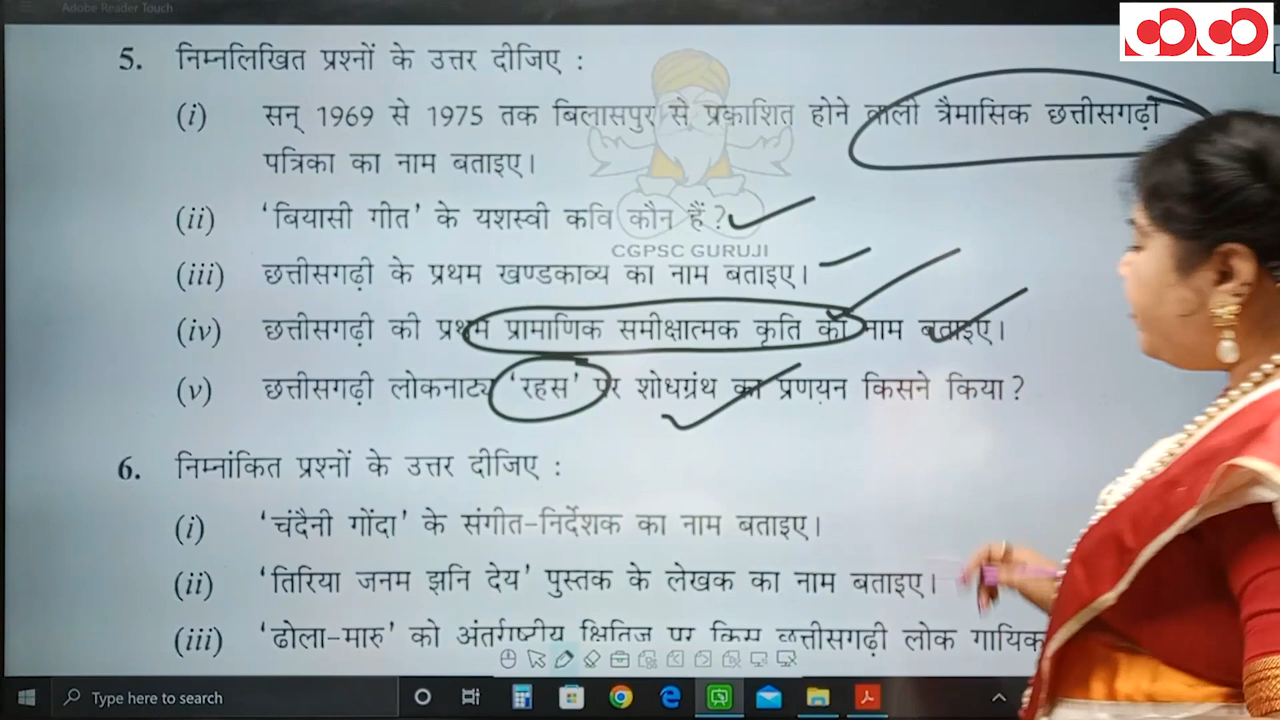 Adobe Reader Touch
5. निम्नलिखित प्रश्नों के उत्तर दीजिए :
(i) सन् 1969 से 1975 तक बिलासपुर से प्रकाशित होने वाली त्रैमासिक छत्तीसगढ़ी
पत्रिका का नाम बताइए।
(ii) 'बियासी गीत' के यशस्वी कवि कौन हैं ?
CGPSC GURUJI
(iii) छत्तीसगढ़ी के प्रथम खण्डकाव्य का नाम बताइए।
(iv) छत्तीसगढ़ी की प्रथम प्रामाणिक समीक्षात्मक कृति का नाम बताइए।
(v) छत्तीसगढ़ी लोकनाट्य 'रहस' पर शोधग्रंथ का प्रणयन किसने किया ?
6. निम्नांकित प्रश्नों के उत्तर दीजिए :
(i) 'चंदैनी गोंदा' के संगीत-निर्देशक का नाम बताइए।
(ii) 'तिरिया जनम झनि देय' पुस्तक के लेखक का नाम बताइए।
(iii) 'ढोला-मारु' को अंतर्राष्ट्रीय क्षितिज पर किस छत्तीसगढ़ी लोक गायिक
Type here to search